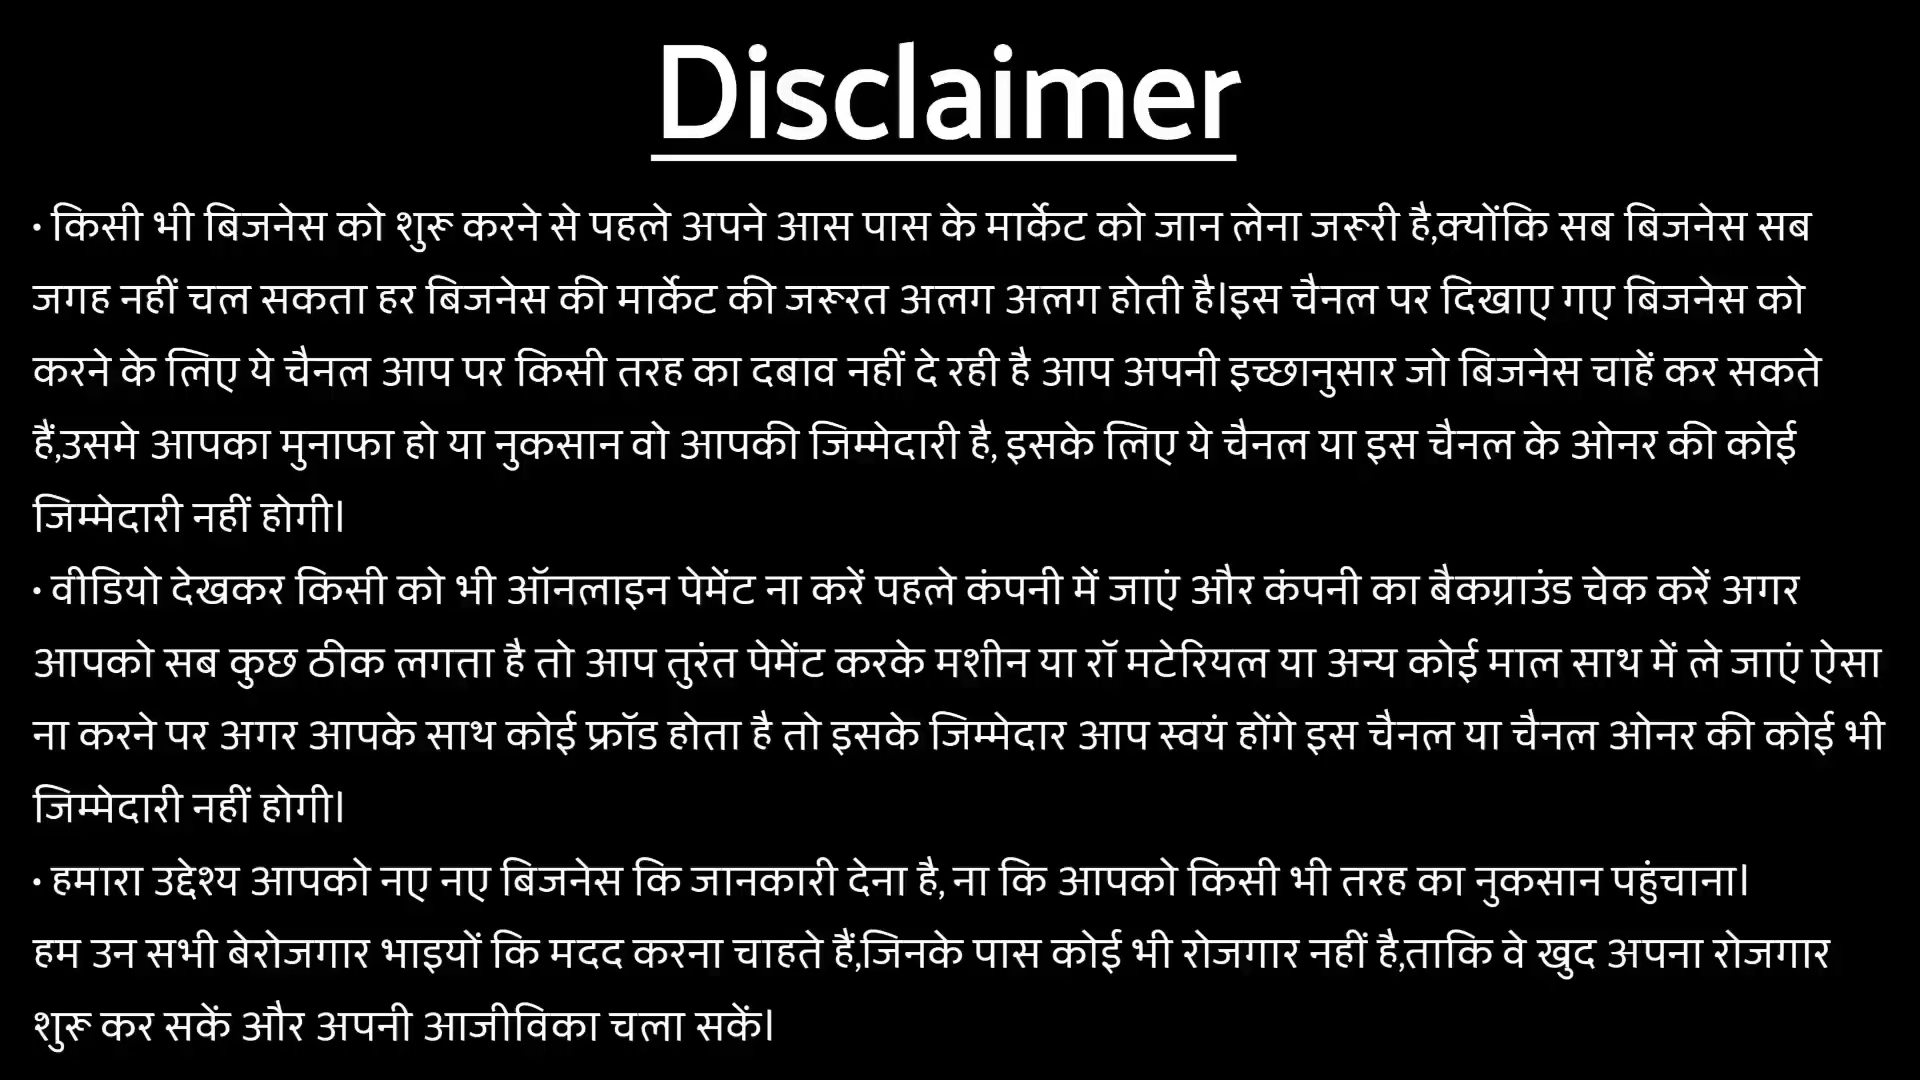 Disclaimer
• किसी भी बिजनेस को शुरू करने से पहले अपने आस पास के मार्केट को जान लेना जरूरी है,क्योंकि सब बिजनेस सब
जगह नहीं चल सकता हर बिजनेस की मार्केट की जरूरत अलग अलग होती है।इस चैनल पर दिखाए गए बिजनेस को
करने के लिए ये चैनल आप पर किसी तरह का दबाव नहीं दे रही है आप अपनी इच्छानुसार जो बिजनेस चाहें कर सकते
हैं,उसमे आपका मुनाफा हो या नुकसान वो आपकी जिम्मेदारी है, इसके लिए ये चैनल या इस चैनल के ओनर की कोई
जिम्मेदारी नहीं होगी।
• वीडियो देखकर किसी को भी ऑनलाइन पेमेंट ना करें पहले कंपनी में जाएं और कंपनी का बैकग्राउंड चेक करें अगर
आपको सब कुछ ठीक लगता है तो आप तुरंत पेमेंट करके मशीन या रॉ मटेरियल या अन्य कोई माल साथ में ले जाएं ऐसा
ना करने पर अगर आपके साथ कोई फ्रॉड होता है तो इसके जिम्मेदार आप स्वयं होंगे इस चैनल या चैनल ओनर की कोई भी
जिम्मेदारी नहीं होगी।
• हमारा उद्देश्य आपको नए नए बिजनेस कि जानकारी देना है, ना कि आपको किसी भी तरह का नुकसान पहुंचाना।
हम उन सभी बेरोजगार भाइयों कि मदद करना चाहते हैं,जिनके पास कोई भी रोजगार नहीं है,ताकि वे खुद अपना रोजगार
शुरू कर सकें और अपनी आजीविका चला सकें।